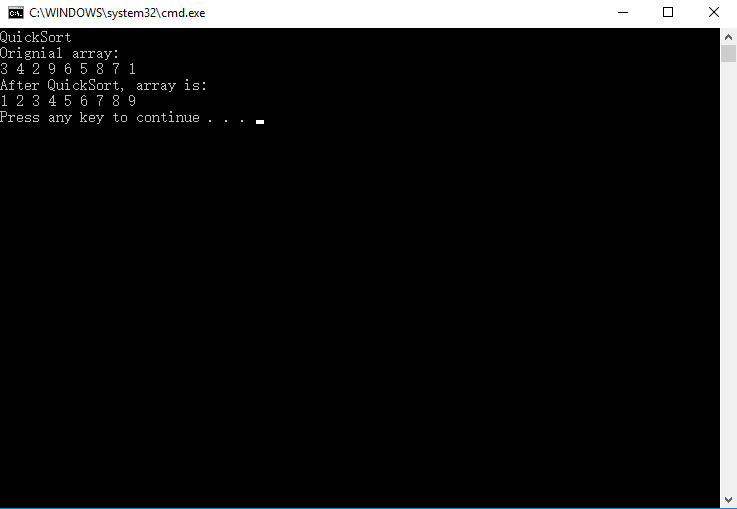 C:\WINDOWS\system32\cmd.exe
QuickSort
Orignial array:
3 4 2 9 6 5 8 7 1
After QuickSort, array is:
1 2 3 4 5 6 7 8 9
Press any key to continue . . .